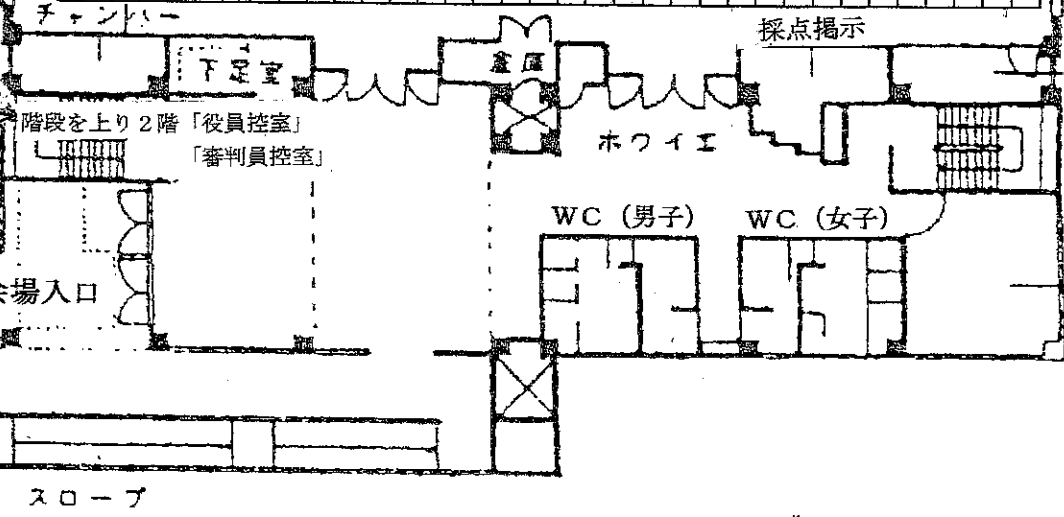 チャンバー
採点掲示
下足室
金庫
階段を上り2階「役員控室」
「審判員控室」
ホワイエ
WC（男子）
WC（女子）
会場入口
スロープ